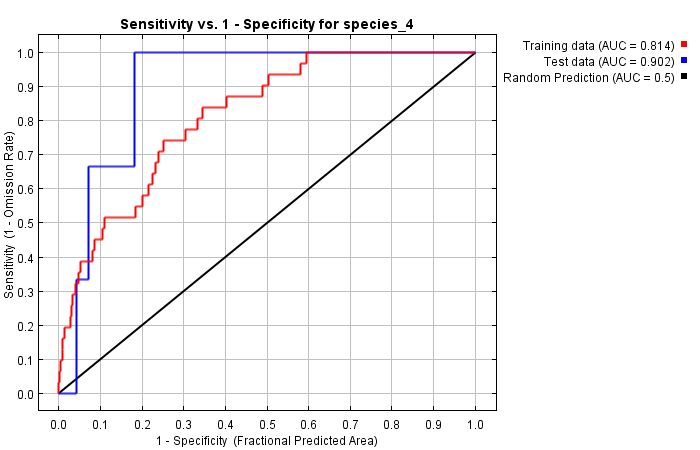 Sensitivity vs. 1 - Specificity for species_4
Training data (AUC = 0.814)
Test data (AUC = 0.902)
Random Prediction (AUC = 0.5)
Sensitivity (1 - Omission Rate)
1.0
0.9
0.8
0.7
0.6
0.5
0.4
0.3
0.2
0.1
0.0
0.0 0.1 0.2 0.3 0.4 0.5 0.6 0.7 0.8 0.9 1.0
1 - Specificity (Fractional Predicted Area)